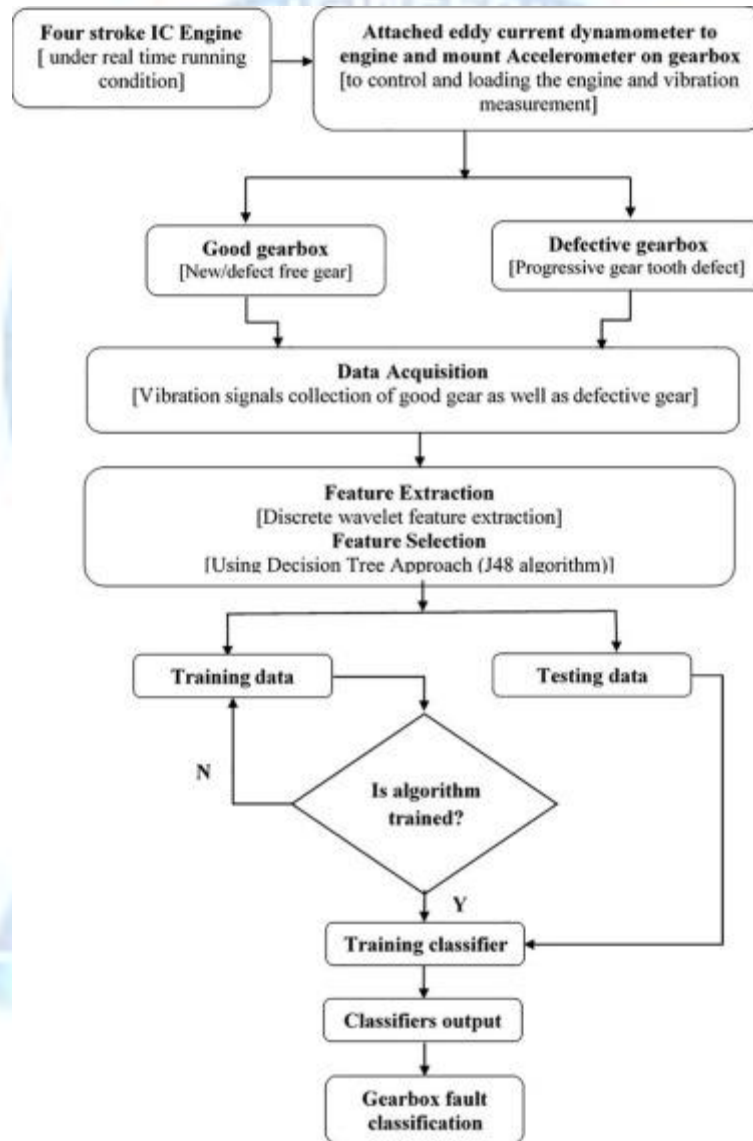 Four stroke IC Engine
[ under real time running
condition]
Attached eddy current dynamometer to
engine and mount Accelerometer on gearbox
[to control and loading the engine and vibration
measurement]
Good gearbox
[New/defect free gear]
Defective gearbox
[Progressive gear tooth defect]
Data Acquisition
[Vibration signals collection of good gear as well as defective gear]
Feature Extraction
[Discrete wavelet feature extraction]
Feature Selection
[Using Decision Tree Approach (J48 algorithm)]
Training data
Testing data
N
Is algorithm
trained?
Y
Training classifier
Classifiers output
Gearbox fault
classification